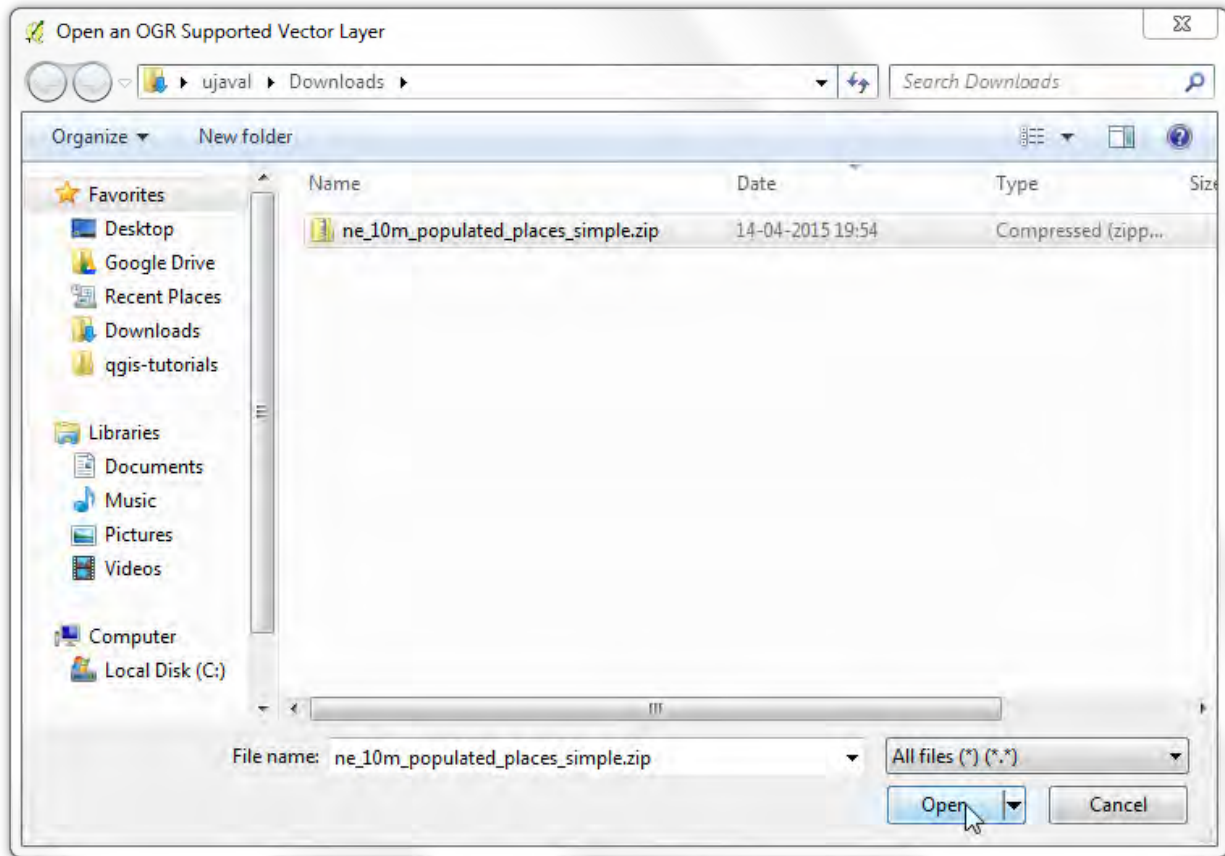 Open an OGR Supported Vector Layer
ujaval Downloads
Search Downloads
Organize New folder
Name Date Type Size
Favorites
Desktop
Google Drive
Recent Places
Downloads
qgis-tutorials
Libraries
Documents
Music
Pictures
Videos
Computer
Local Disk (C:)
ne_10m_populated_places_simple.zip 14-04-2015 19:54 Compressed (zipp...
File name: ne_10m_populated_places_simple.zip All files (*) (*.*)
Open Cancel